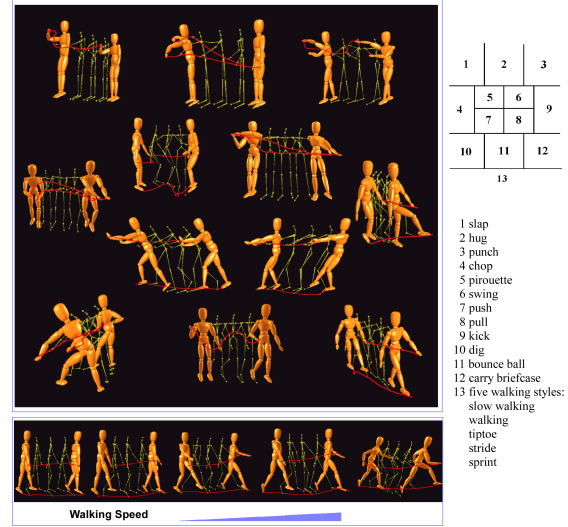 1 2 3
4 5 6 9
7 8
10 11 12
13
1 slap
2 hug
3 punch
4 chop
5 pirouette
6 swing
7 push
8 pull
9 kick
10 dig
11 bounce ball
12 carry briefcase
13 five walking styles:
slow walking
walking
tiptoe
stride
sprint
Walking Speed